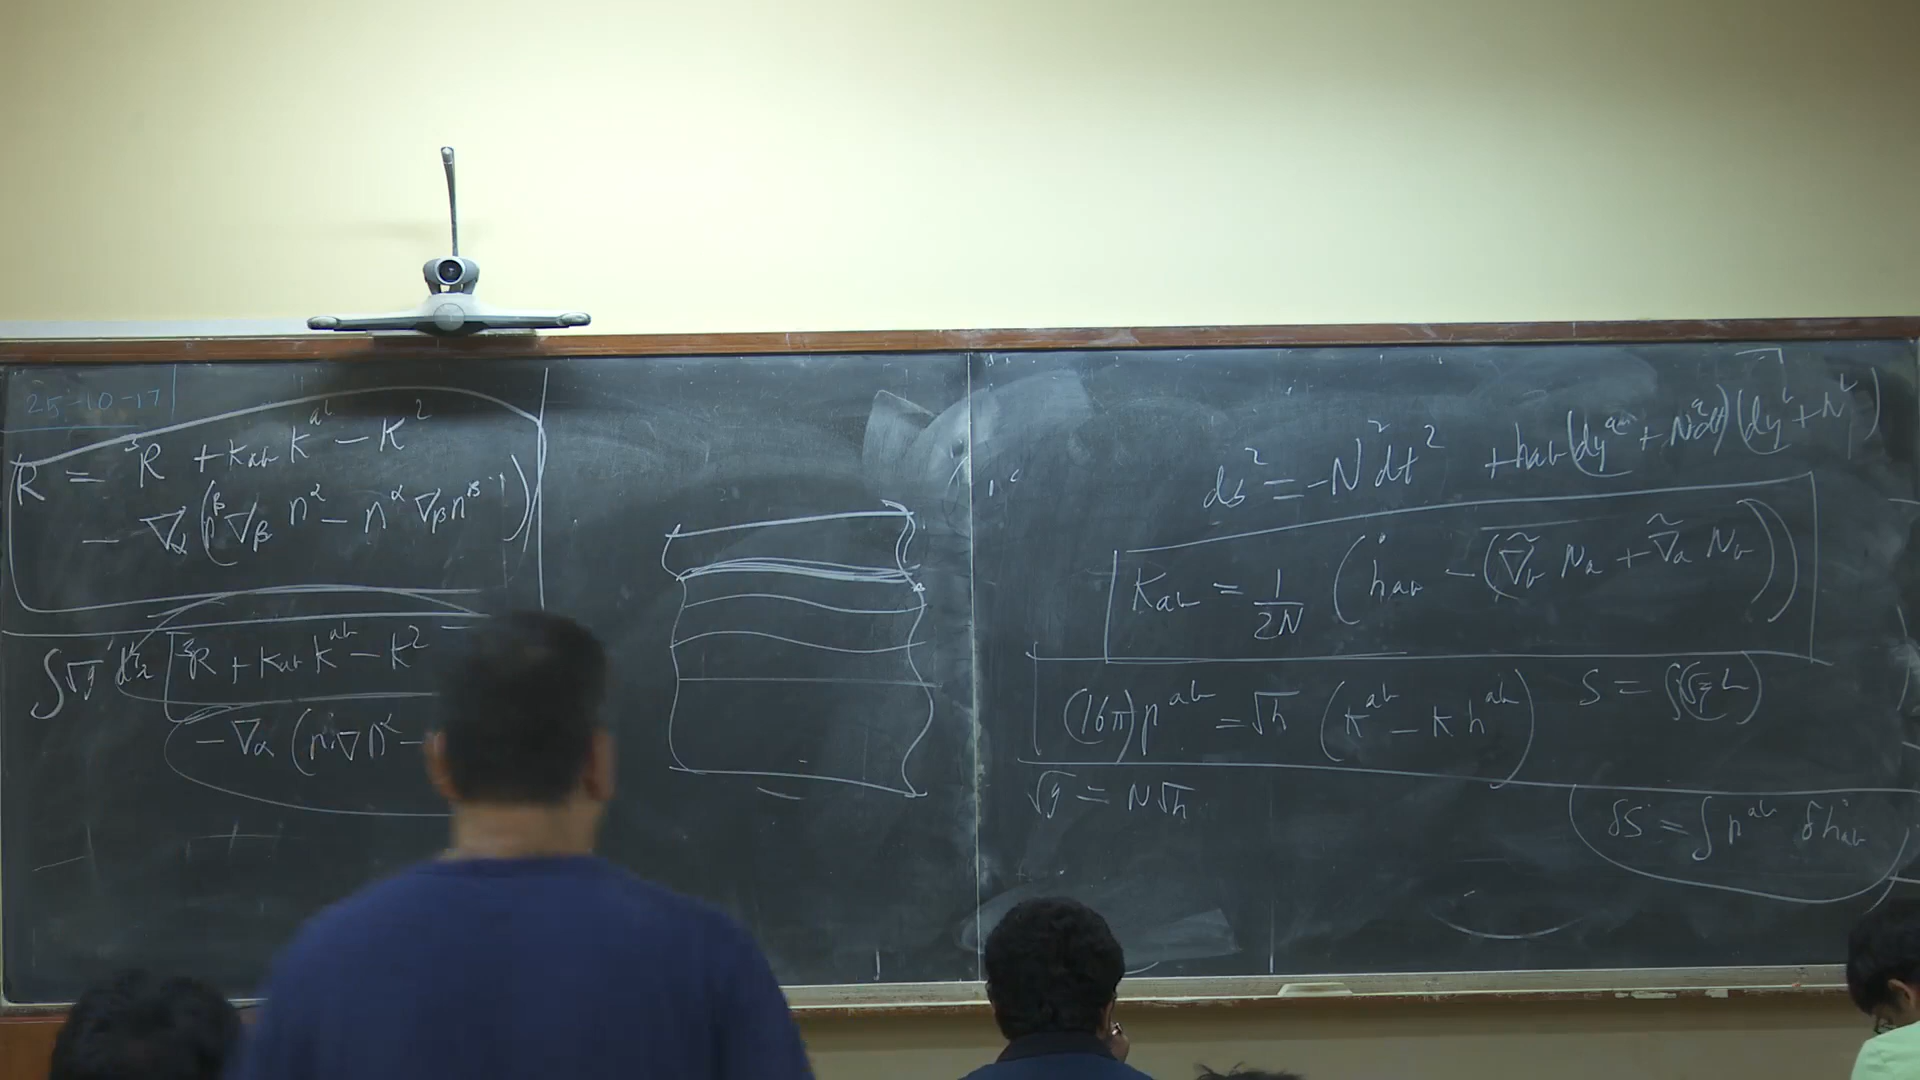 25-10-17
R = ³R + K_ab K^ab − K²
− ∇_α (n^β ∇_β n^α − n^α ∇_β n^β)
∫√g d⁴x [³R + K_ab K^ab − K²
− ∇_α (n ∇ n^α −
ds² = −N² dt² + h_ab (dy^a + N^a dt)(dy^b + N^b
K_ab = 1/2N (ḣ_ab − (∇̃_b N_a + ∇̃_a N_b))
(16π) p^ab = √h (K^ab − K h^ab)
S = ∫(√g L)
√g = N√h
δS = ∫ p^ab δh_ab